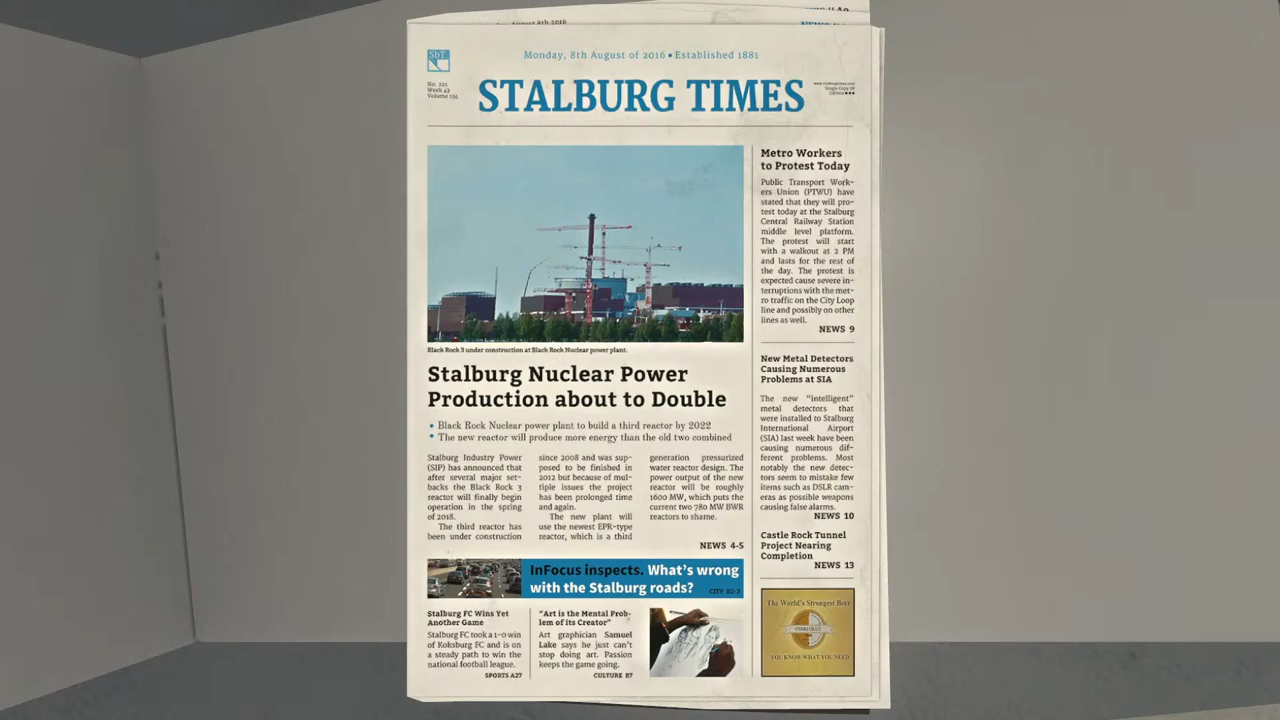 August 8th 2016
SbT
Monday, 8th August of 2016 • Established 1881
No. 221
Week 43
Volume 134
STALBURG TIMES
Black Rock 3 under construction at Black Rock Nuclear power plant.
Stalburg Nuclear Power
Production about to Double
• Black Rock Nuclear power plant to build a third reactor by 2022
• The new reactor will produce more energy than the old two combined
Stalburg Industry Power
(SIP) has announced that
after several major set-
backs the Black Rock 3
reactor will finally begin
operation in the spring
of 2018.
The third reactor has
been under construction
since 2008 and was sup-
posed to be finished in
2012 but because of mul-
tiple issues the project
has been prolonged time
and again.
The new plant will
use the newest EPR-type
reactor, which is a third
generation pressurized
water reactor design. The
power output of the new
reactor will be roughly
1600 MW, which puts the
current two 780 MW BWR
reactors to shame.
NEWS 4-5
InFocus inspects. What's wrong
with the Stalburg roads?
CITY B2-3
Stalburg FC Wins Yet
Another Game
Stalburg FC took a 1-0 win
of Koksburg FC and is on
a steady path to win the
national football league.
SPORTS A27
"Art is the Mental Prob-
lem of its Creator"
Art graphician Samuel
Lake says he just can't
stop doing art. Passion
keeps the game going.
CULTURE B7
Metro Workers
to Protest Today
Public Transport Work-
ers Union (PTWU) have
stated that they will pro-
test today at the Stalburg
Central Railway Station
middle level platform.
The protest will start
with a walkout at 2 PM
and lasts for the rest of
the day. The protest is
expected cause severe in-
terruptions with the met-
ro traffic on the City Loop
line and possibly on other
lines as well.
NEWS 9
New Metal Detectors
Causing Numerous
Problems at SIA
The new "intelligent"
metal detectors that
were installed to Stalburg
International Airport
(SIA) last week have been
causing numerous dif-
ferent problems. Most
notably the new detec-
tors seem to mistake few
items such as DSLR cam-
eras as possible weapons
causing false alarms.
NEWS 10
Castle Rock Tunnel
Project Nearing
Completion
NEWS 13
The World's Strongest Beer
YOU KNOW WHAT YOU NEED